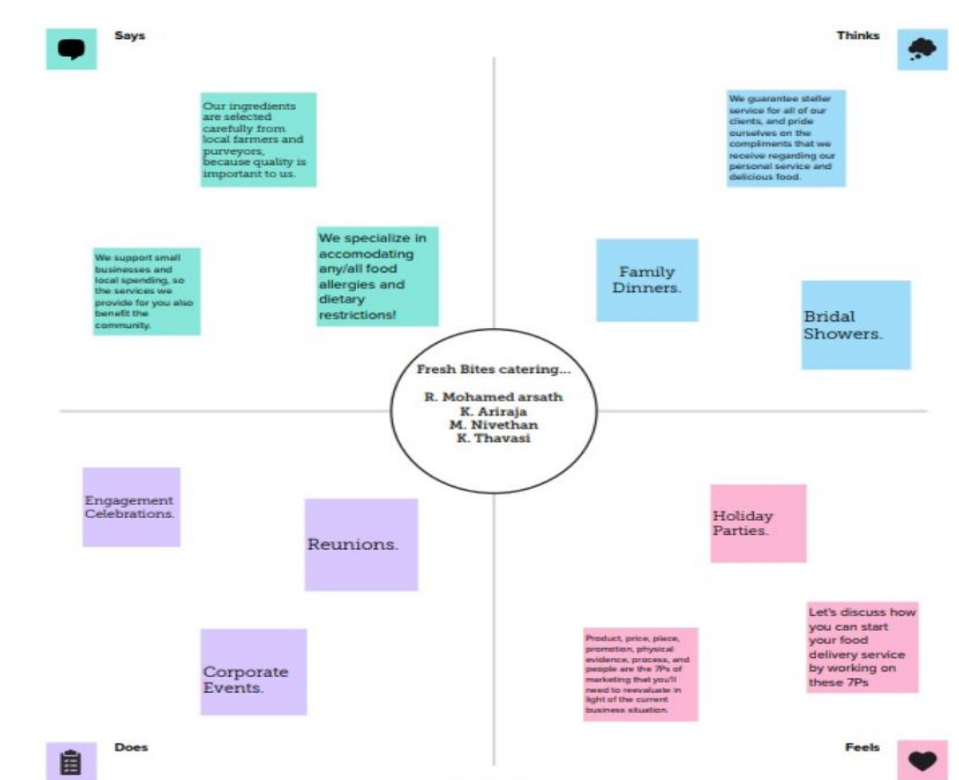 Says
Thinks
Our ingredients
are selected
carefully from
local farmers and
purveyors,
because quality is
important to us.
We guarantee steller
service for all of our
clients, and pride
ourselves on the
compliments that we
receive regarding our
personal service and
delicious food.
We support small
businesses and
local spending, so
the services we
provide for you also
benefit the
community.
We specialize in
accomodating
any/all food
allergies and
dietary
restrictions!
Family
Dinners.
Bridal
Showers.
Fresh Bites catering...
R. Mohamed arsath
K. Ariraja
M. Nivethan
K. Thavasi
Engagement
Celebrations.
Reunions.
Corporate
Events.
Holiday
Parties.
Product, price, place,
promotion, physical
evidence, process, and
people are the 7Ps of
marketing that you'll
need to reevaluate in
light of the current
business situation.
Let's discuss how
you can start
your food
delivery service
by working on
these 7Ps
Does
Feels